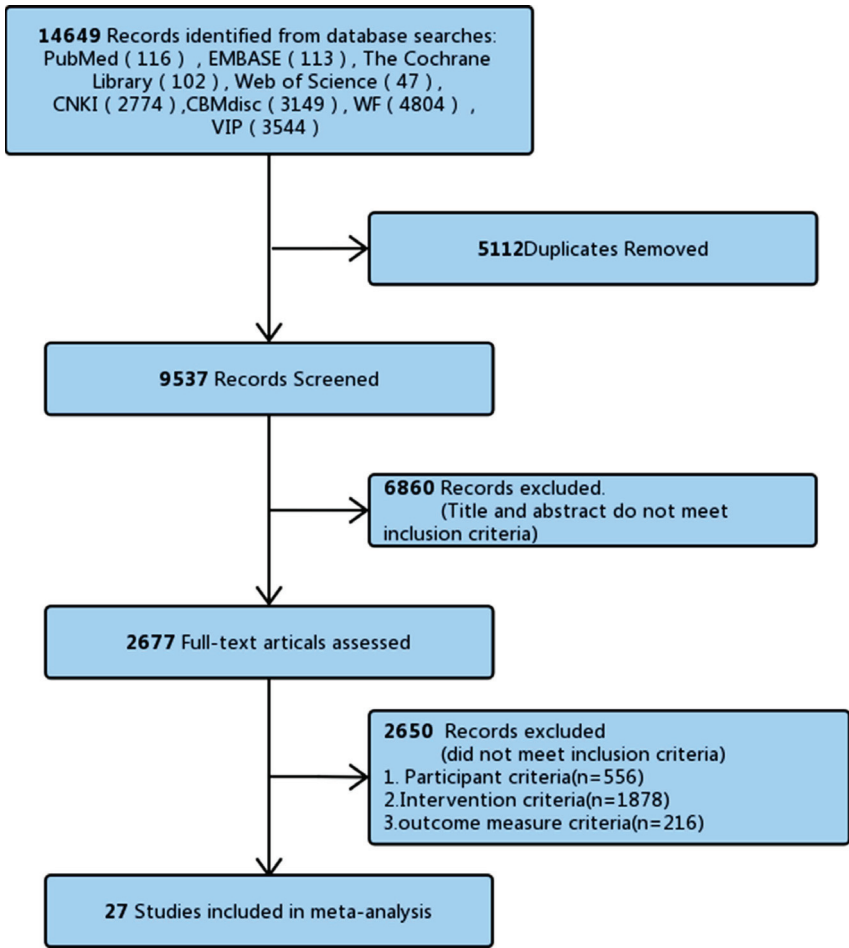 14649 Records identified from database searches:
PubMed ( 116 ) , EMBASE ( 113 ), The Cochrane
Library ( 102 ) , Web of Science ( 47 ) ,
CNKI ( 2774 ) ,CBMdisc ( 3149 ) , WF ( 4804 ) ,
VIP ( 3544 )
5112Duplicates Removed
9537 Records Screened
6860 Records excluded.
(Title and abstract do not meet
inclusion criteria)
2677 Full-text articals assessed
2650 Records excluded
(did not meet inclusion criteria)
1. Participant criteria(n=556)
2.Intervention criteria(n=1878)
3.outcome measure criteria(n=216)
27 Studies included in meta-analysis